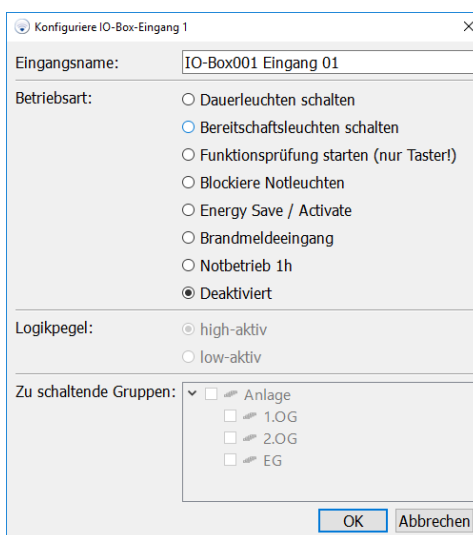 Konfiguriere IO-Box-Eingang 1
Eingangsname: IO-Box001 Eingang 01
Betriebsart: Dauerleuchten schalten
Bereitschaftsleuchten schalten
Funktionsprüfung starten (nur Taster!)
Blockiere Notleuchten
Energy Save / Activate
Brandmeldeeingang
Notbetrieb 1h
Deaktiviert
Logikpegel: high-aktiv
low-aktiv
Zu schaltende Gruppen: Anlage
1.OG
2.OG
EG
OK Abbrechen